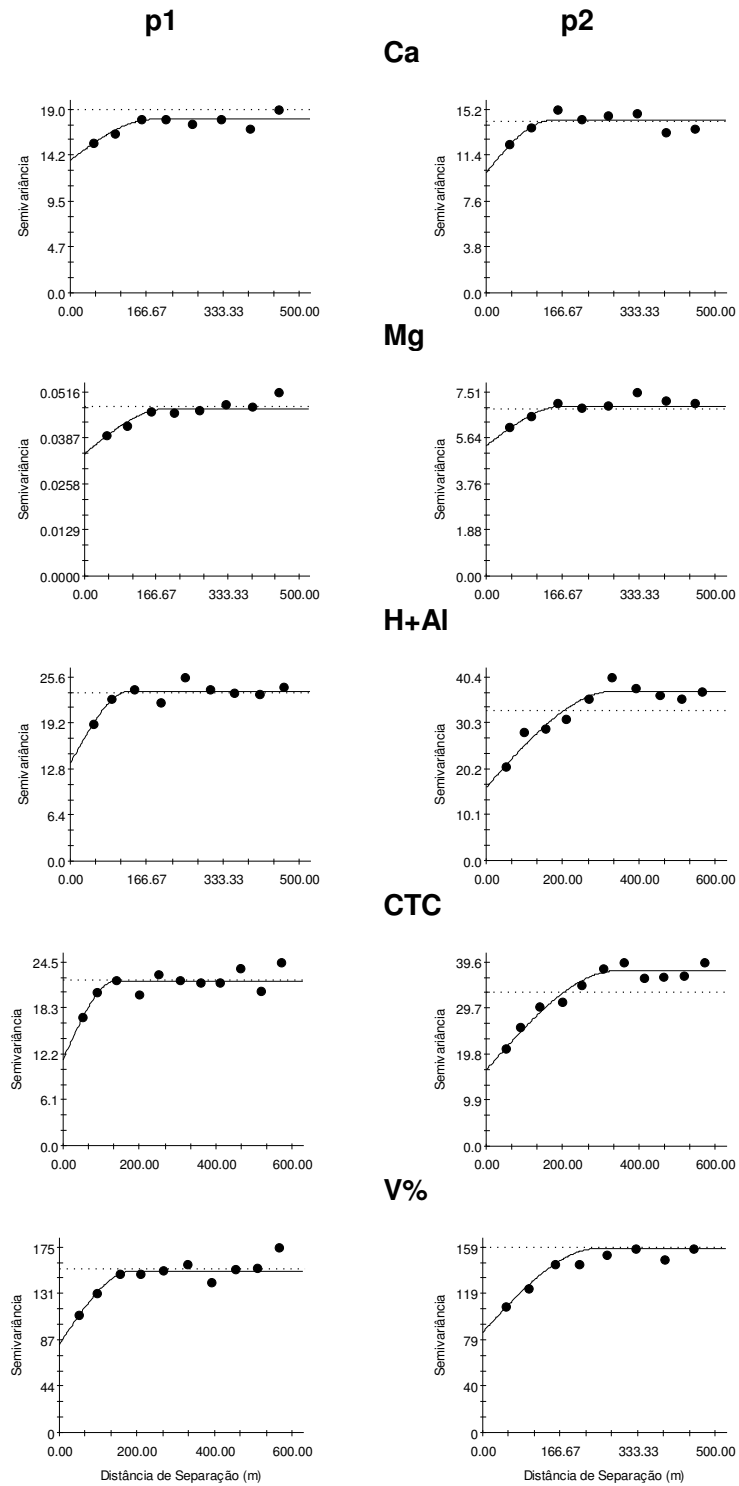 p1 p2
Ca
19.0
14.2
9.5
4.7
0.0
Semivariância
0.00 166.67 333.33 500.00
15.2
11.4
7.6
3.8
0.0
Semivariância
0.00 166.67 333.33 500.00
Mg
0.0516
0.0387
0.0258
0.0129
0.0000
Semivariância
0.00 166.67 333.33 500.00
7.51
5.64
3.76
1.88
0.00
Semivariância
0.00 166.67 333.33 500.00
H+Al
25.6
19.2
12.8
6.4
0.0
Semivariância
0.00 166.67 333.33 500.00
40.4
30.3
20.2
10.1
0.0
Semivariância
0.00 200.00 400.00 600.00
CTC
24.5
18.3
12.2
6.1
0.0
Semivariância
0.00 200.00 400.00 600.00
39.6
29.7
19.8
9.9
0.0
Semivariância
0.00 200.00 400.00 600.00
V%
175
131
87
44
0
Semivariância
0.00 200.00 400.00 600.00
Distância de Separação (m)
159
119
79
40
0
Semivariância
0.00 166.67 333.33 500.00
Distância de Separação (m)